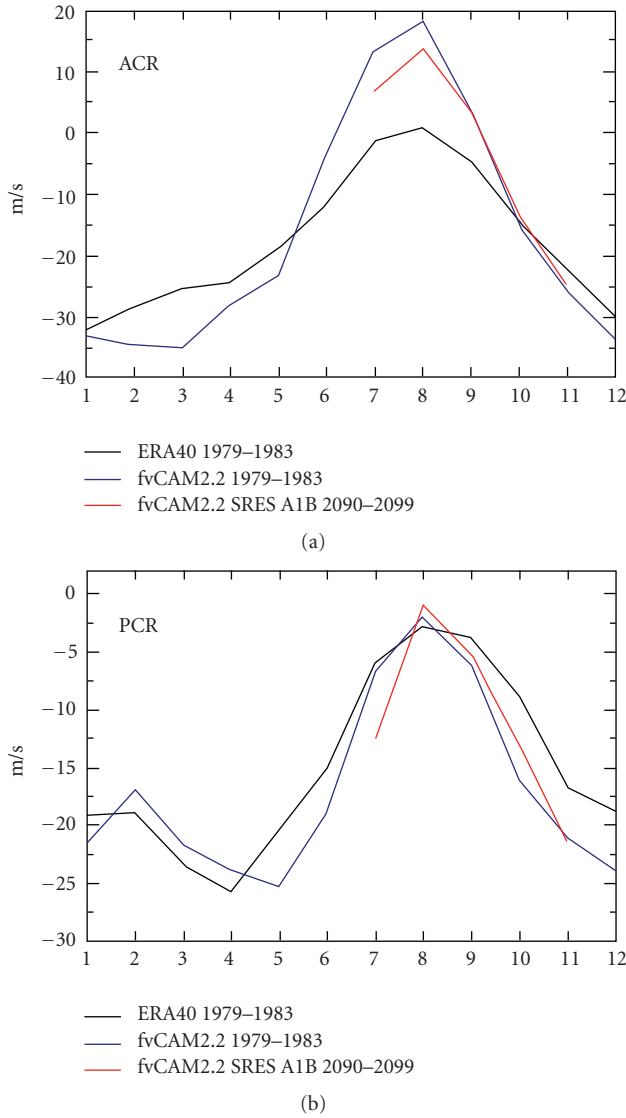 20
10
0
−10
−20
−30
−40
m/s
ACR
1 2 3 4 5 6 7 8 9 10 11 12
ERA40 1979–1983
fvCAM2.2 1979–1983
fvCAM2.2 SRES A1B 2090–2099
(a)
0
−5
−10
−15
−20
−25
−30
m/s
PCR
1 2 3 4 5 6 7 8 9 10 11 12
ERA40 1979–1983
fvCAM2.2 1979–1983
fvCAM2.2 SRES A1B 2090–2099
(b)